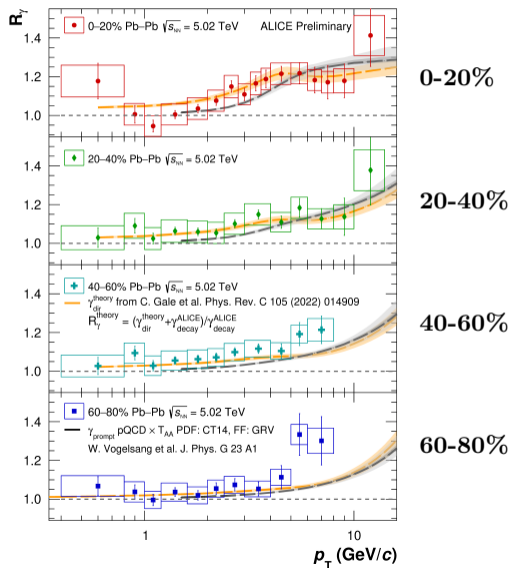 R_γ
1.4
1.2
1.0
0–20% Pb–Pb √s_NN = 5.02 TeV
ALICE Preliminary
0-20%
1.4
1.2
1.0
20–40% Pb–Pb √s_NN = 5.02 TeV
20-40%
1.4
1.2
1.0
40–60% Pb–Pb √s_NN = 5.02 TeV
γ_dir^theory from C. Gale et al. Phys. Rev. C 105 (2022) 014909
R_γ^theory = (γ_dir^theory+γ_decay^ALICE)/γ_decay^ALICE
40-60%
1.4
1.2
1.0
60–80% Pb–Pb √s_NN = 5.02 TeV
γ_prompt pQCD × T_AA PDF: CT14, FF: GRV
W. Vogelsang et al. J. Phys. G 23 A1
60-80%
1
10
p_T (GeV/c)